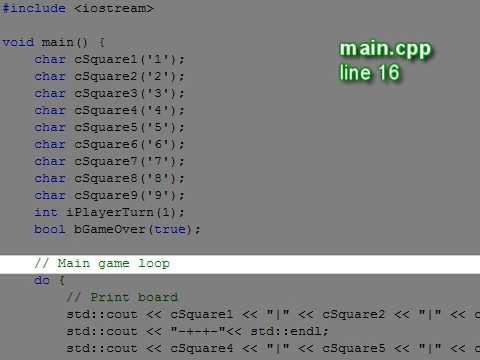 #include <iostream>
void main() {
char cSquare1('1');
char cSquare2('2');
char cSquare3('3');
char cSquare4('4');
char cSquare5('5');
char cSquare6('6');
char cSquare7('7');
char cSquare8('8');
char cSquare9('9');
int iPlayerTurn(1);
bool bGameOver(true);
// Main game loop
do {
// Print board
std::cout << cSquare1 << "|" << cSquare2 << "|" << c
std::cout << "-+-+-"<< std::endl;
std::cout << cSquare4 << "|" << cSquare5 << "|" << c
main.cpp
line 16